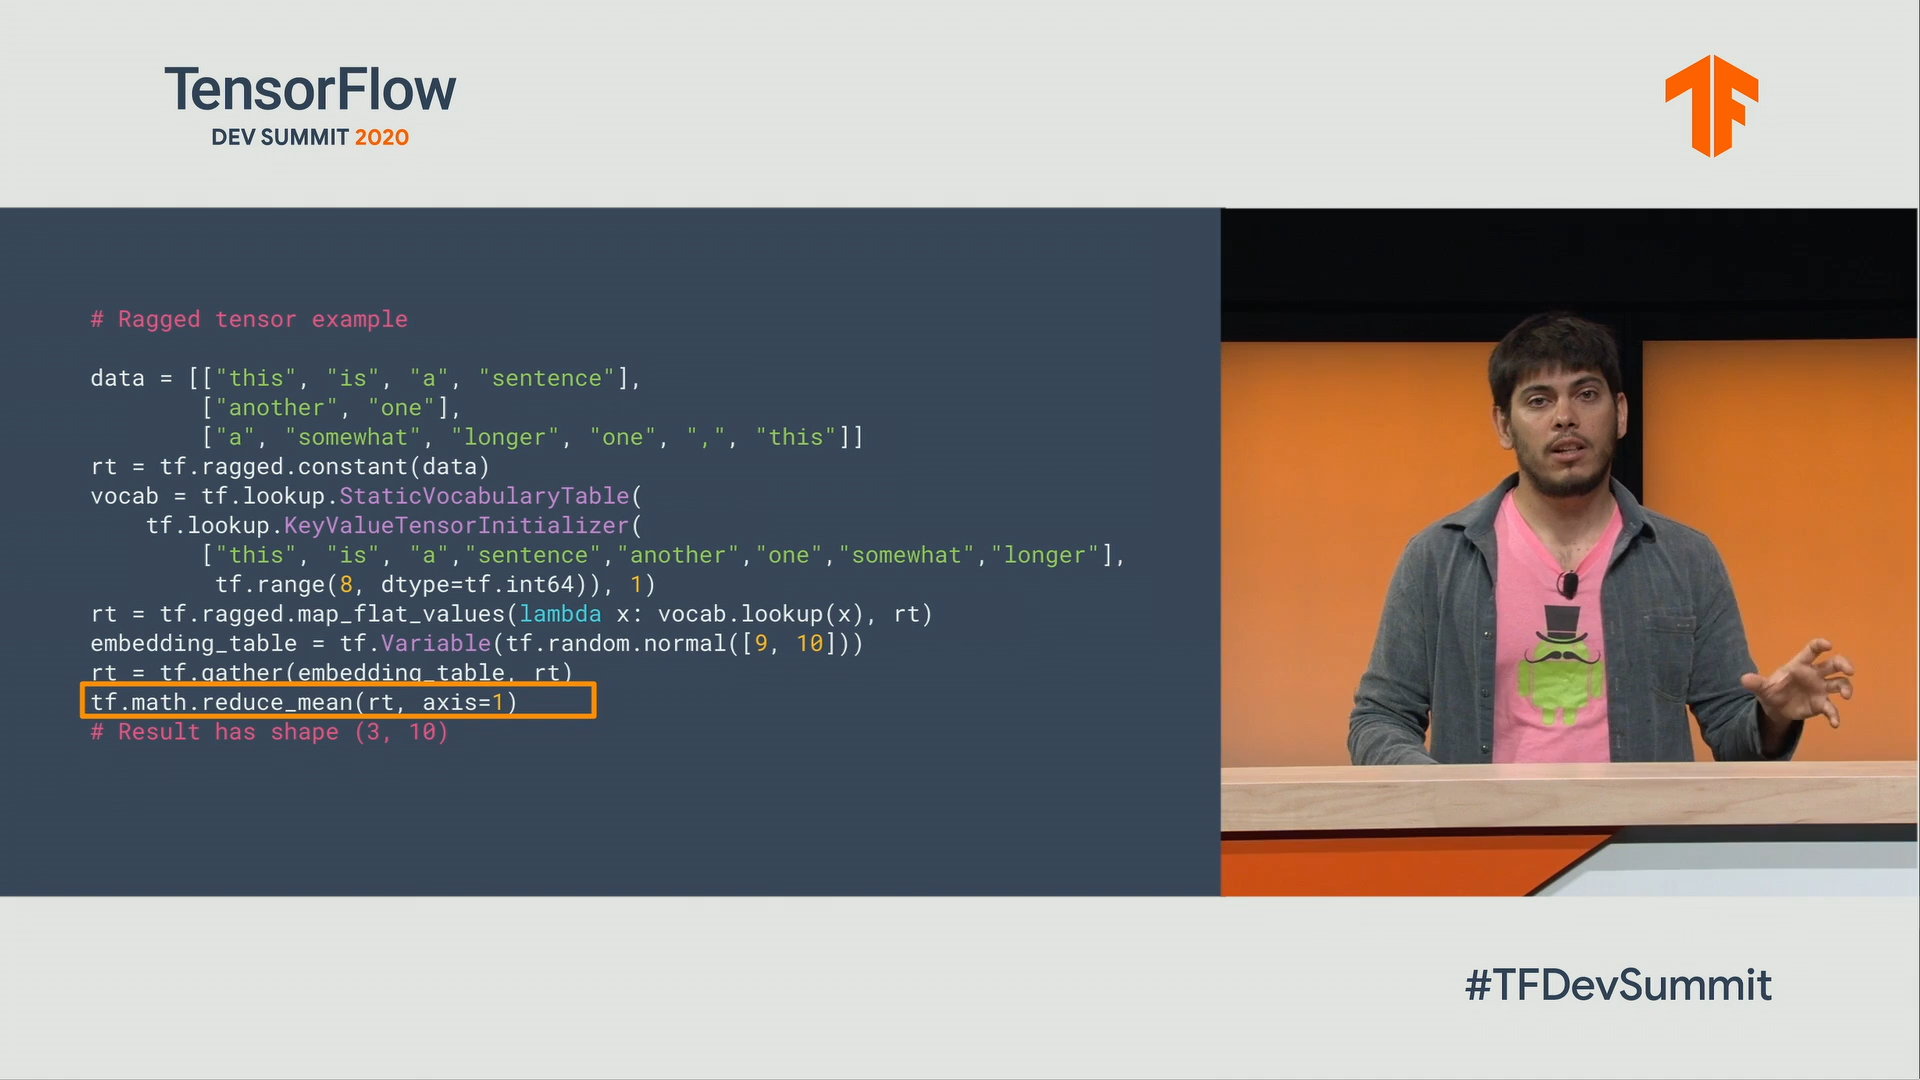 TensorFlow
DEV SUMMIT 2020
# Ragged tensor example
data = [["this", "is", "a", "sentence"],
["another", "one"],
["a", "somewhat", "longer", "one", ",", "this"]]
rt = tf.ragged.constant(data)
vocab = tf.lookup.StaticVocabularyTable(
tf.lookup.KeyValueTensorInitializer(
["this", "is", "a","sentence","another","one","somewhat","longer"],
tf.range(8, dtype=tf.int64)), 1)
rt = tf.ragged.map_flat_values(lambda x: vocab.lookup(x), rt)
embedding_table = tf.Variable(tf.random.normal([9, 10]))
rt = tf.gather(embedding_table, rt)
tf.math.reduce_mean(rt, axis=1)
# Result has shape (3, 10)
#TFDevSummit